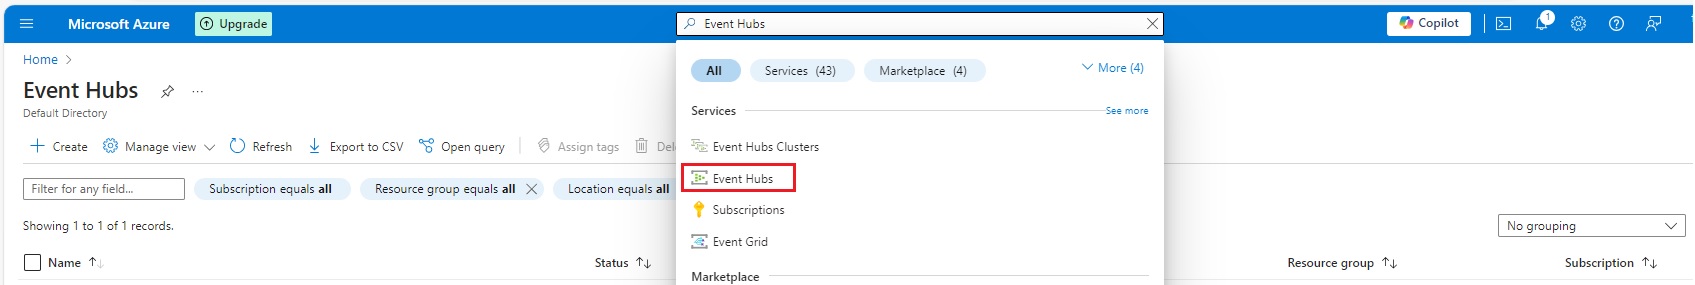 Microsoft Azure
Upgrade
Event Hubs
Copilot
1
Home
Event Hubs
...
Default Directory
All
Services (43)
Marketplace (4)
More (4)
Services
See more
Create
Manage view
Refresh
Export to CSV
Open query
Assign tags
Event Hubs Clusters
Event Hubs
Subscriptions
Event Grid
Marketplace
Filter for any field...
Subscription equals all
Resource group equals all
Location equals all
Showing 1 to 1 of 1 records.
No grouping
Name
Status
Resource group
Subscription